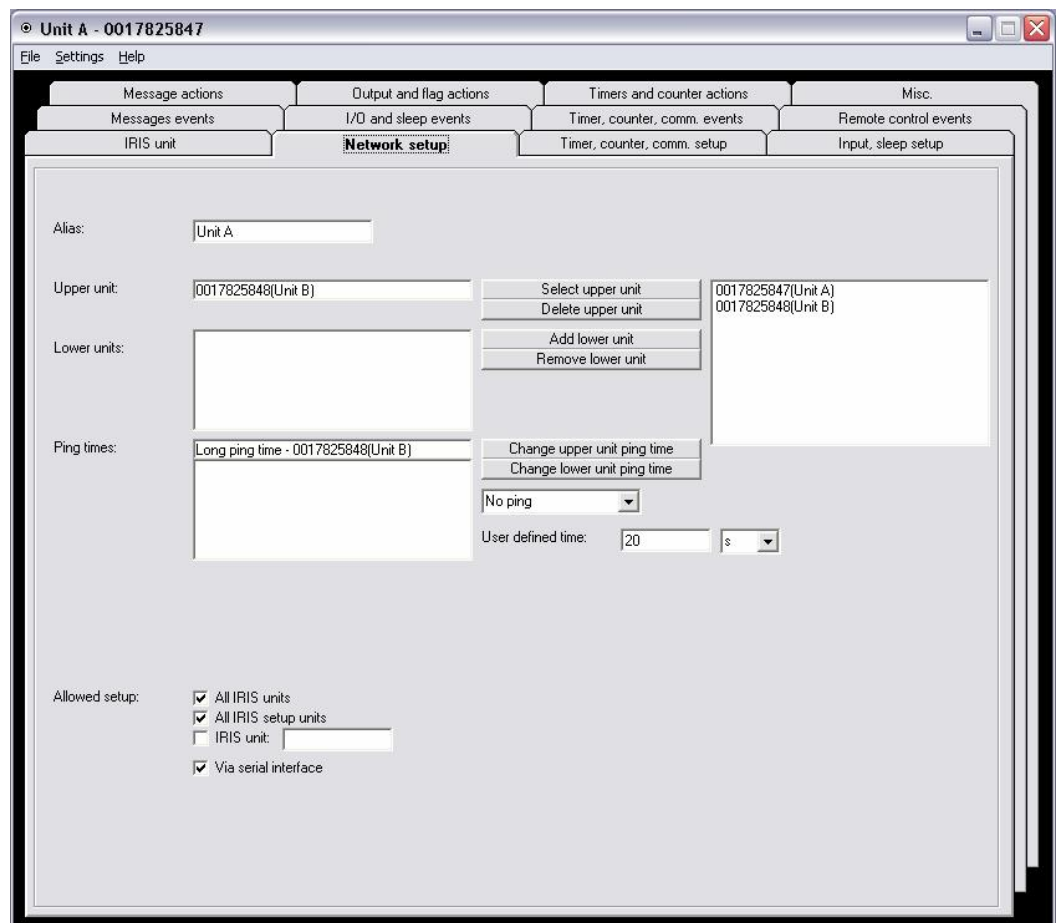 Unit A - 0017825847
File Settings Help
Message actions Output and flag actions Timers and counter actions Misc.
Messages events I/O and sleep events Timer, counter, comm. events Remote control events
IRIS unit Network setup Timer, counter, comm. setup Input, sleep setup
Alias: Unit A
Upper unit: 0017825848(Unit B) Select upper unit 0017825847(Unit A)
Delete upper unit 0017825848(Unit B)
Lower units: Add lower unit
Remove lower unit
Ping times: Long ping time - 0017825848(Unit B) Change upper unit ping time
Change lower unit ping time
No ping
User defined time: 20 s
Allowed setup: All IRIS units
All IRIS setup units
IRIS unit:
Via serial interface